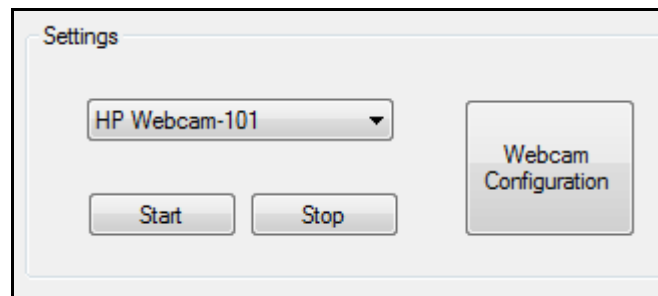 Settings
HP Webcam-101
Webcam
Configuration
Start
Stop